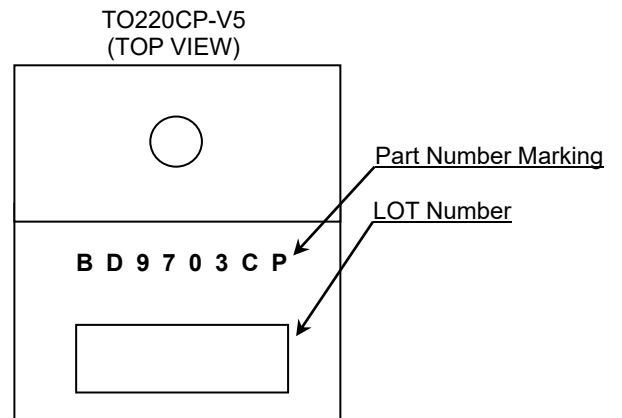 TO220CP-V5
(TOP VIEW)
Part Number Marking
LOT Number
B D 9 7 0 3 C P